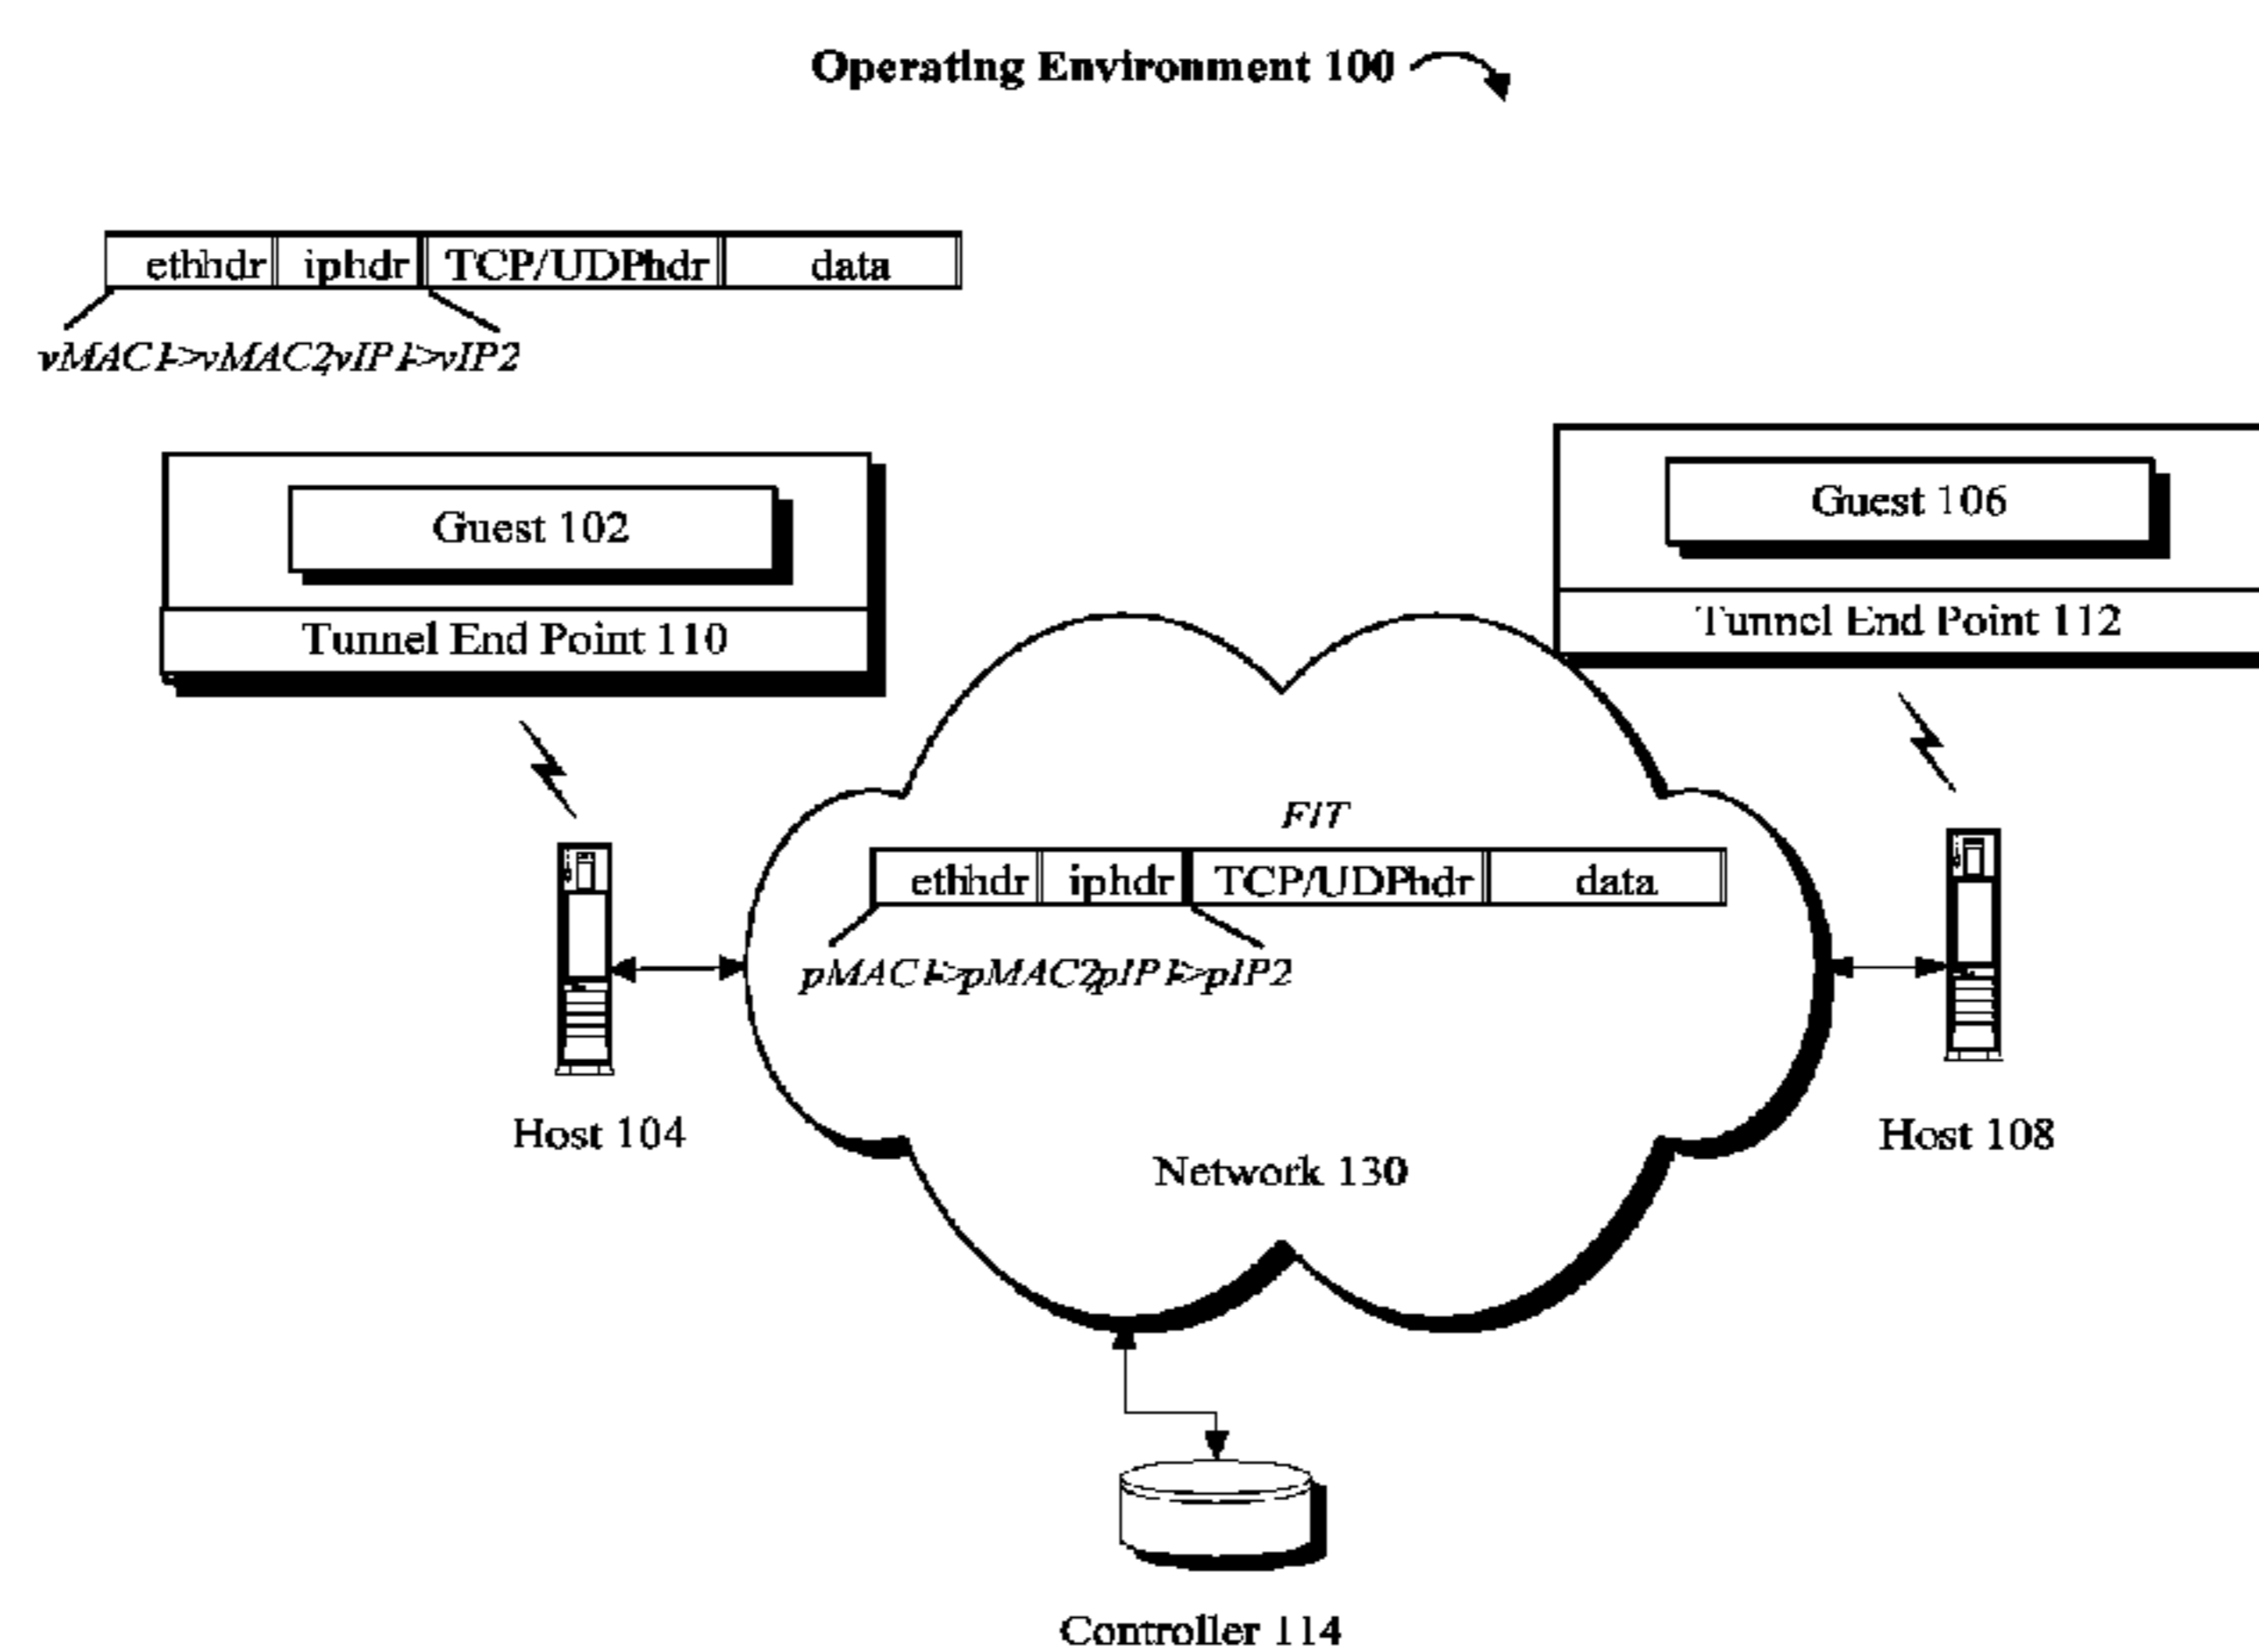 Operating Environment 100
ethhdr iphdr TCP/UDPhdr data
vMAC1->vMAC2,vIP1->vIP2
Guest 102
Tunnel End Point 110
Guest 106
Tunnel End Point 112
FIT
ethhdr iphdr TCP/UDPhdr data
pMAC1->pMAC2,pIP1->pIP2
Host 104
Host 108
Network 130
Controller 114